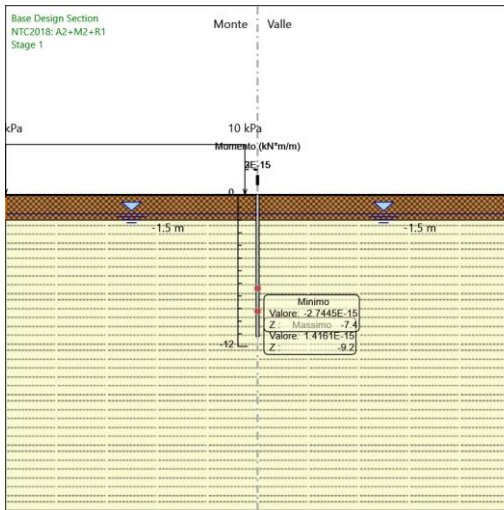 Base Design Section
NTC2018: A2+M2+R1
Stage 1
Monte
Valle
kPa
10 kPa
Momento (kN*m/m)
2E-15
0
-1.5 m
-1.5 m
Minimo
Valore: -2.7445E-15
Z : -7.4
Massimo
Valore: 1.4161E-15
Z : -9.2
-12